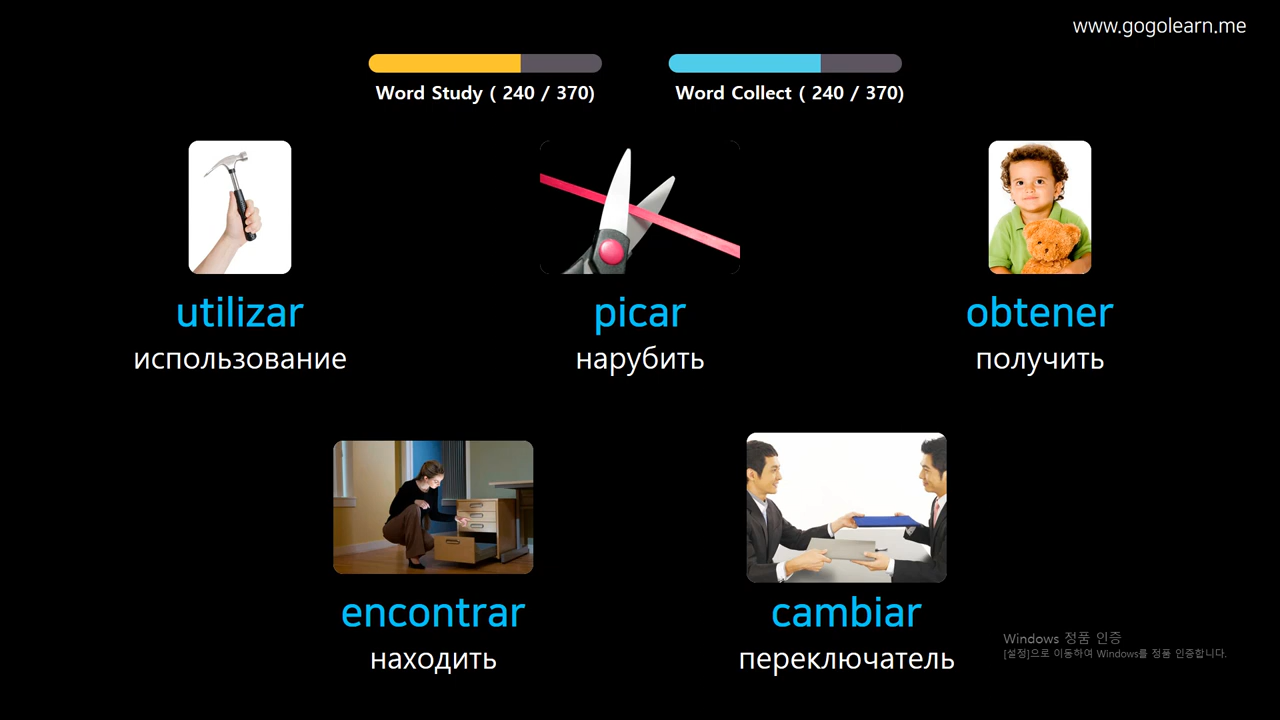 www.gogolearn.me
Word Study ( 240 / 370)
Word Collect ( 240 / 370)
utilizar
picar
obtener
использование
нарубить
получить
encontrar
cambiar
находить
переключатель
Windows 정품 인증
[설정]으로 이동하여 Windows를 정품 인증합니다.